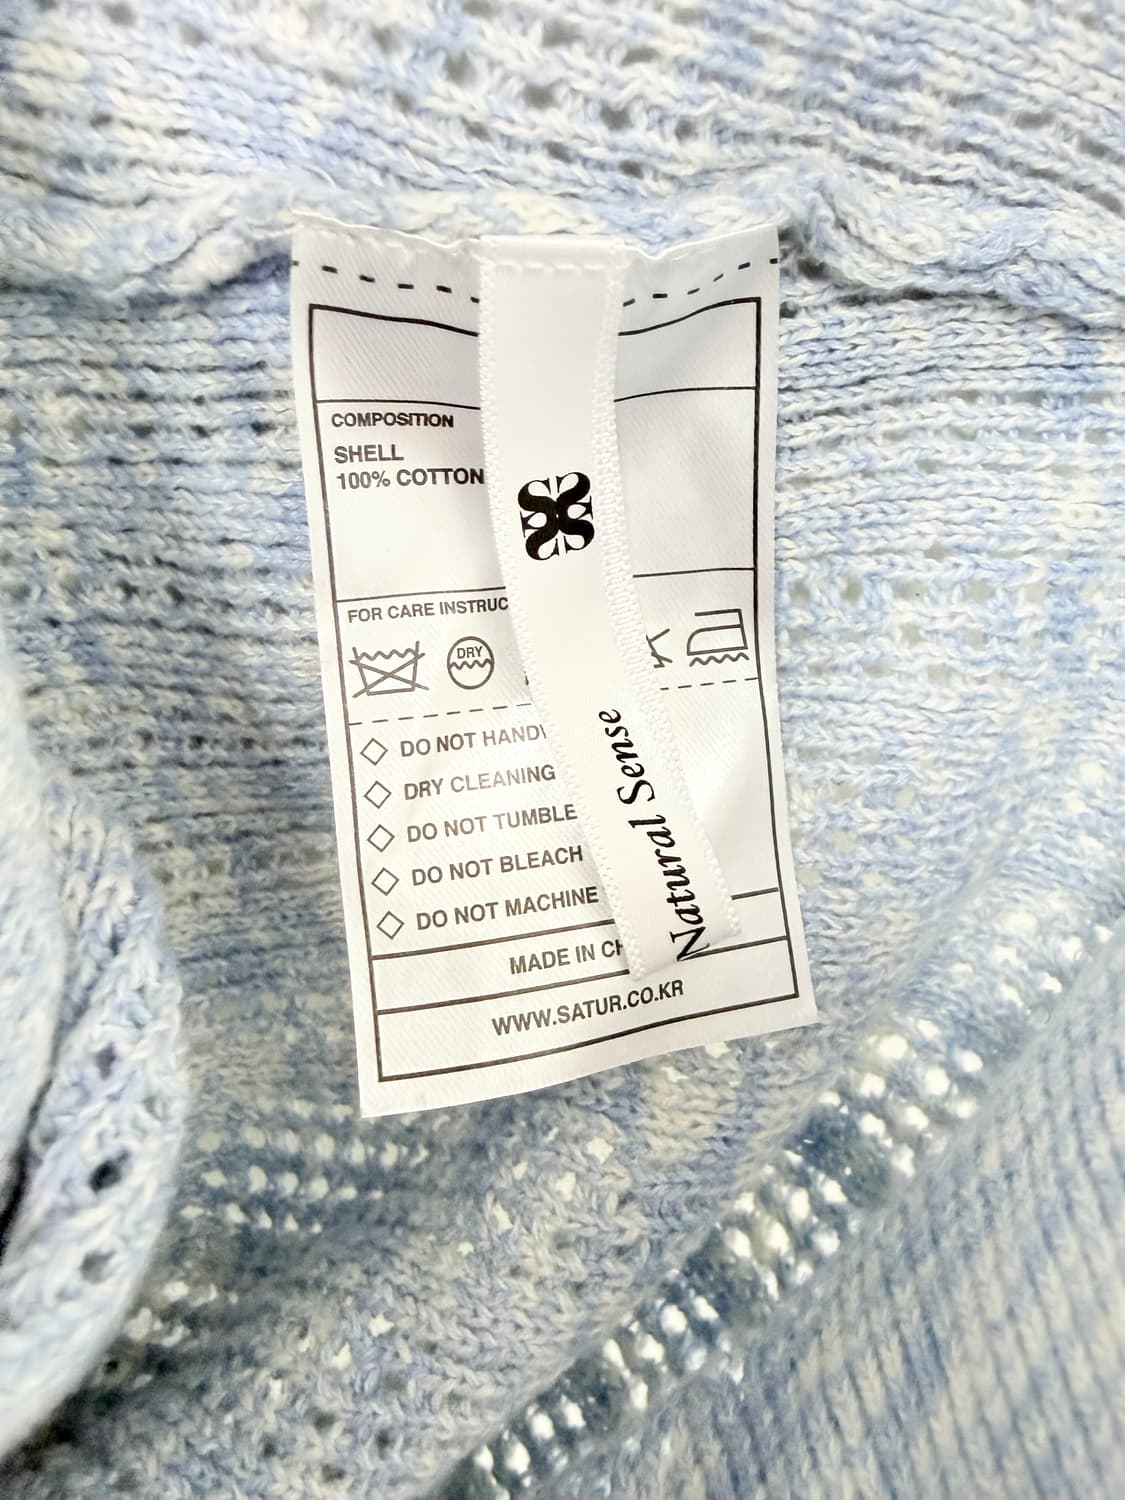 COMPOSITION
SHELL
100% COTTON
FOR CARE INSTRUC
DRY
DO NOT HAND
DRY CLEANING
DO NOT TUMBLE
DO NOT BLEACH
DO NOT MACHINE
MADE IN CH
WWW.SATUR.CO.KR
Natural Sense